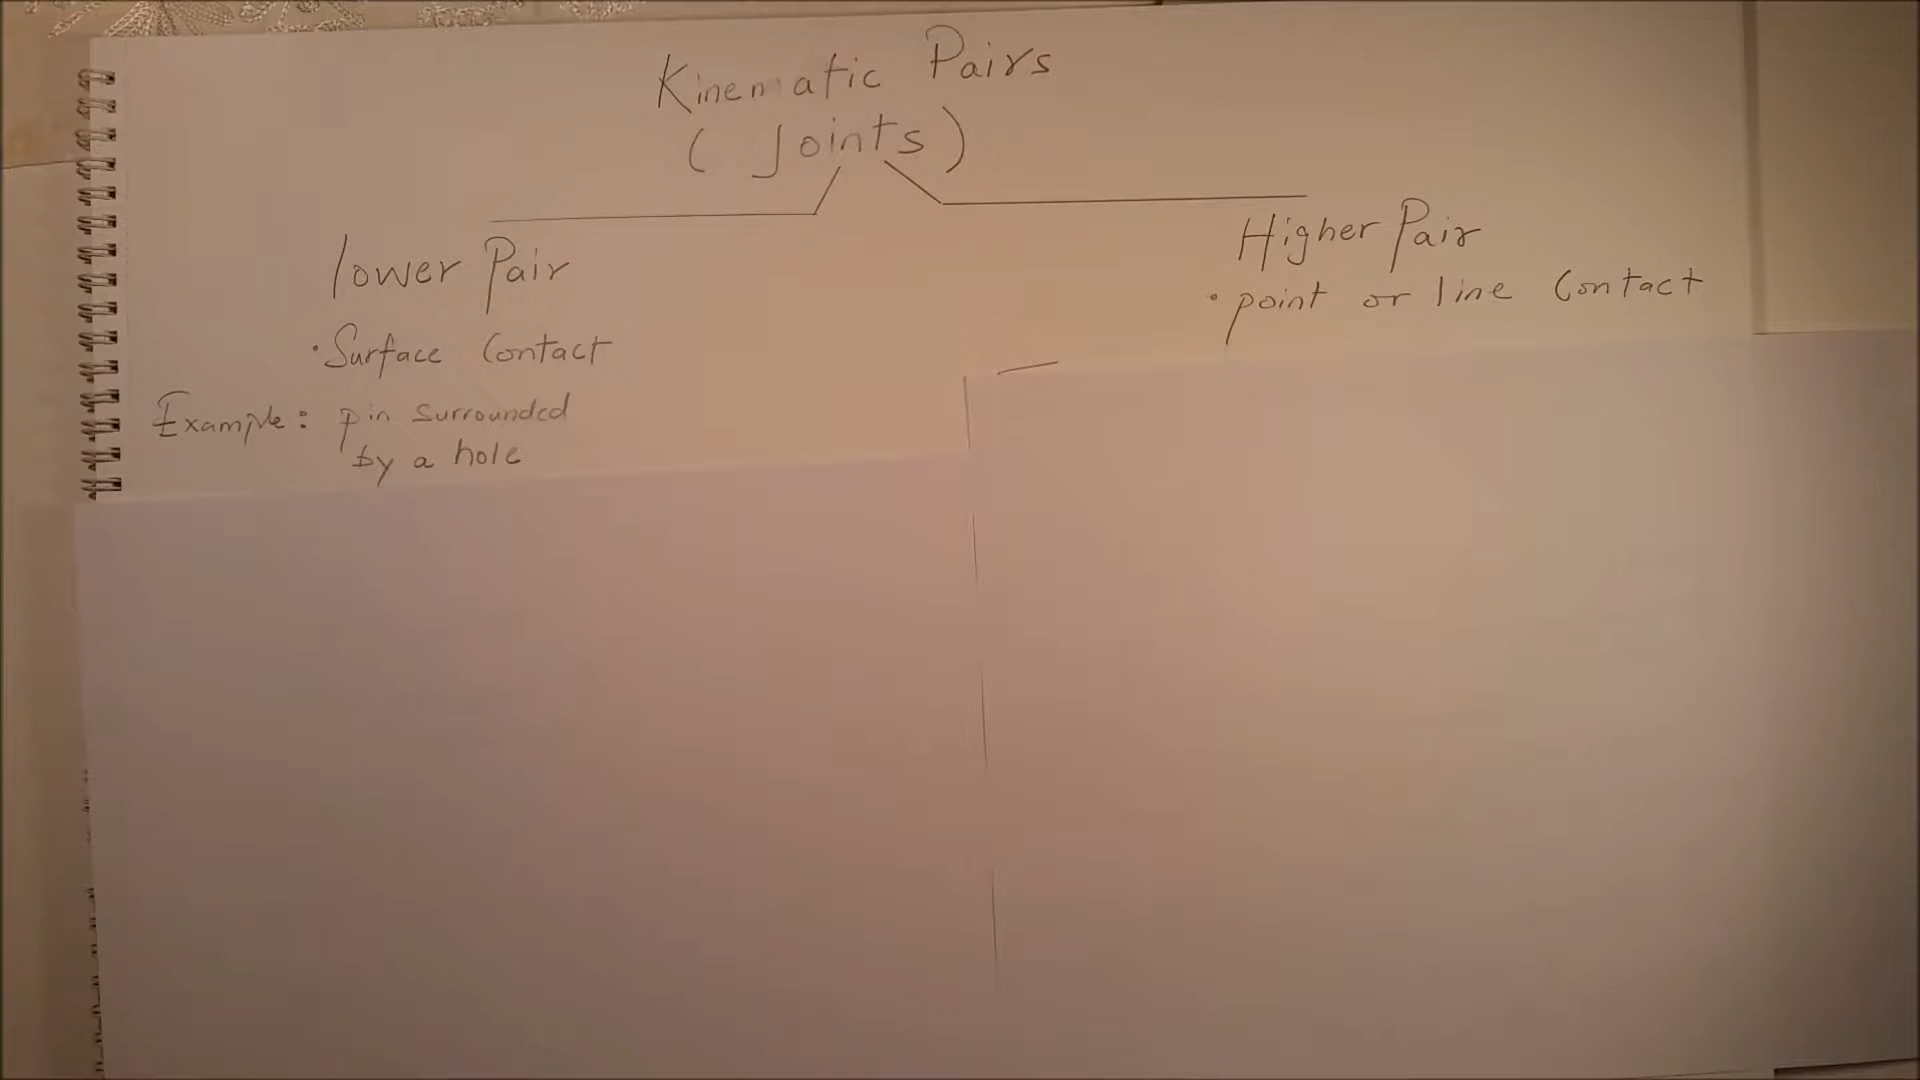 Kinematic Pairs
(Joints)
lower Pair
• Surface Contact
Example: pin surrounded
by a hole
Higher Pair
• point or line Contact